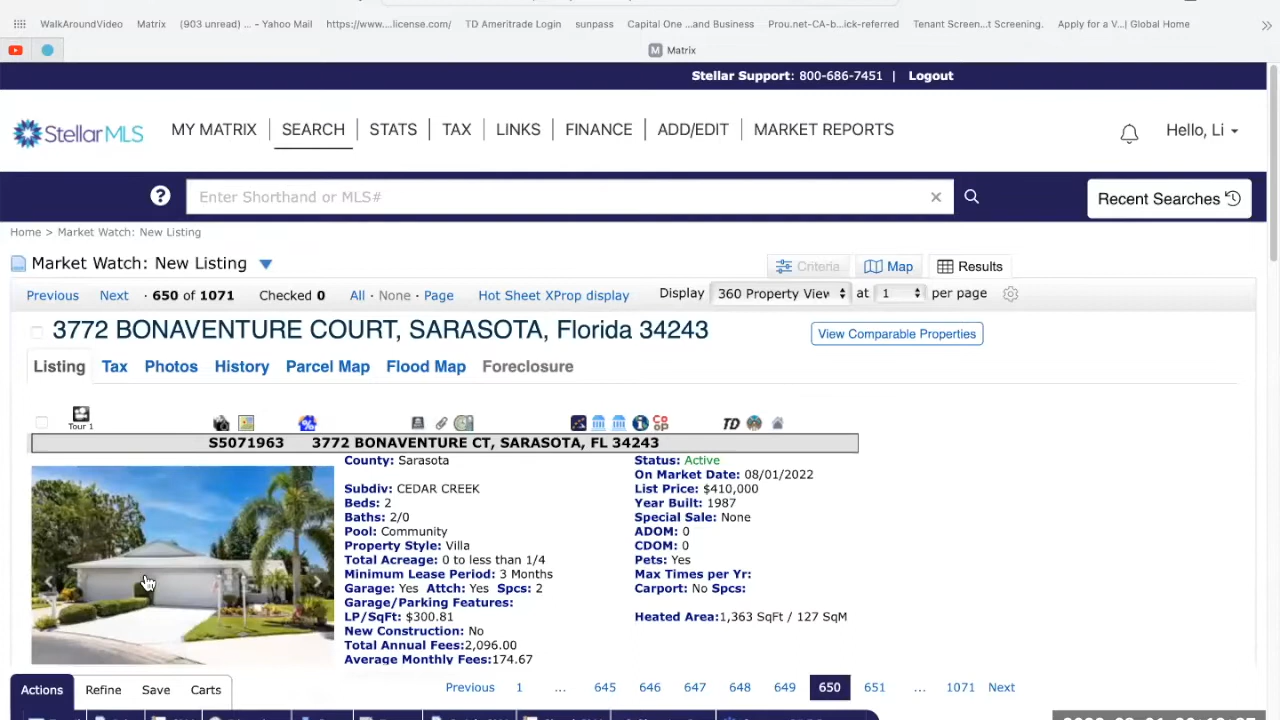 WalkAroundVideo Matrix (903 unread) ... – Yahoo Mail https://www....license.com/ TD Ameritrade Login sunpass Capital One ...and Business Prou.net-CA-b...ick-referred Tenant Screen...t Screening. Apply for a V...| Global Home
Matrix
Stellar Support: 800-686-7451 | Logout
StellarMLS MY MATRIX SEARCH STATS TAX LINKS FINANCE ADD/EDIT MARKET REPORTS Hello, Li
? Enter Shorthand or MLS# Recent Searches
Home > Market Watch: New Listing
Market Watch: New Listing Criteria Map Results
Previous Next · 650 of 1071 Checked 0 All · None · Page Hot Sheet XProp display Display 360 Property View at 1 per page
3772 BONAVENTURE COURT, SARASOTA, Florida 34243 View Comparable Properties
Listing Tax Photos History Parcel Map Flood Map Foreclosure
Tour 1 TD
S5071963 3772 BONAVENTURE CT, SARASOTA, FL 34243
County: Sarasota Status: Active
On Market Date: 08/01/2022
Subdiv: CEDAR CREEK List Price: $410,000
Beds: 2 Year Built: 1987
Baths: 2/0 Special Sale: None
Pool: Community ADOM: 0
Property Style: Villa CDOM: 0
Total Acreage: 0 to less than 1/4 Pets: Yes
Minimum Lease Period: 3 Months Max Times per Yr:
Garage: Yes Attch: Yes Spcs: 2 Carport: No Spcs:
Garage/Parking Features:
LP/SqFt: $300.81 Heated Area:1,363 SqFt / 127 SqM
New Construction: No
Total Annual Fees:2,096.00
Average Monthly Fees:174.67
Actions Refine Save Carts Previous 1 ... 645 646 647 648 649 650 651 ... 1071 Next